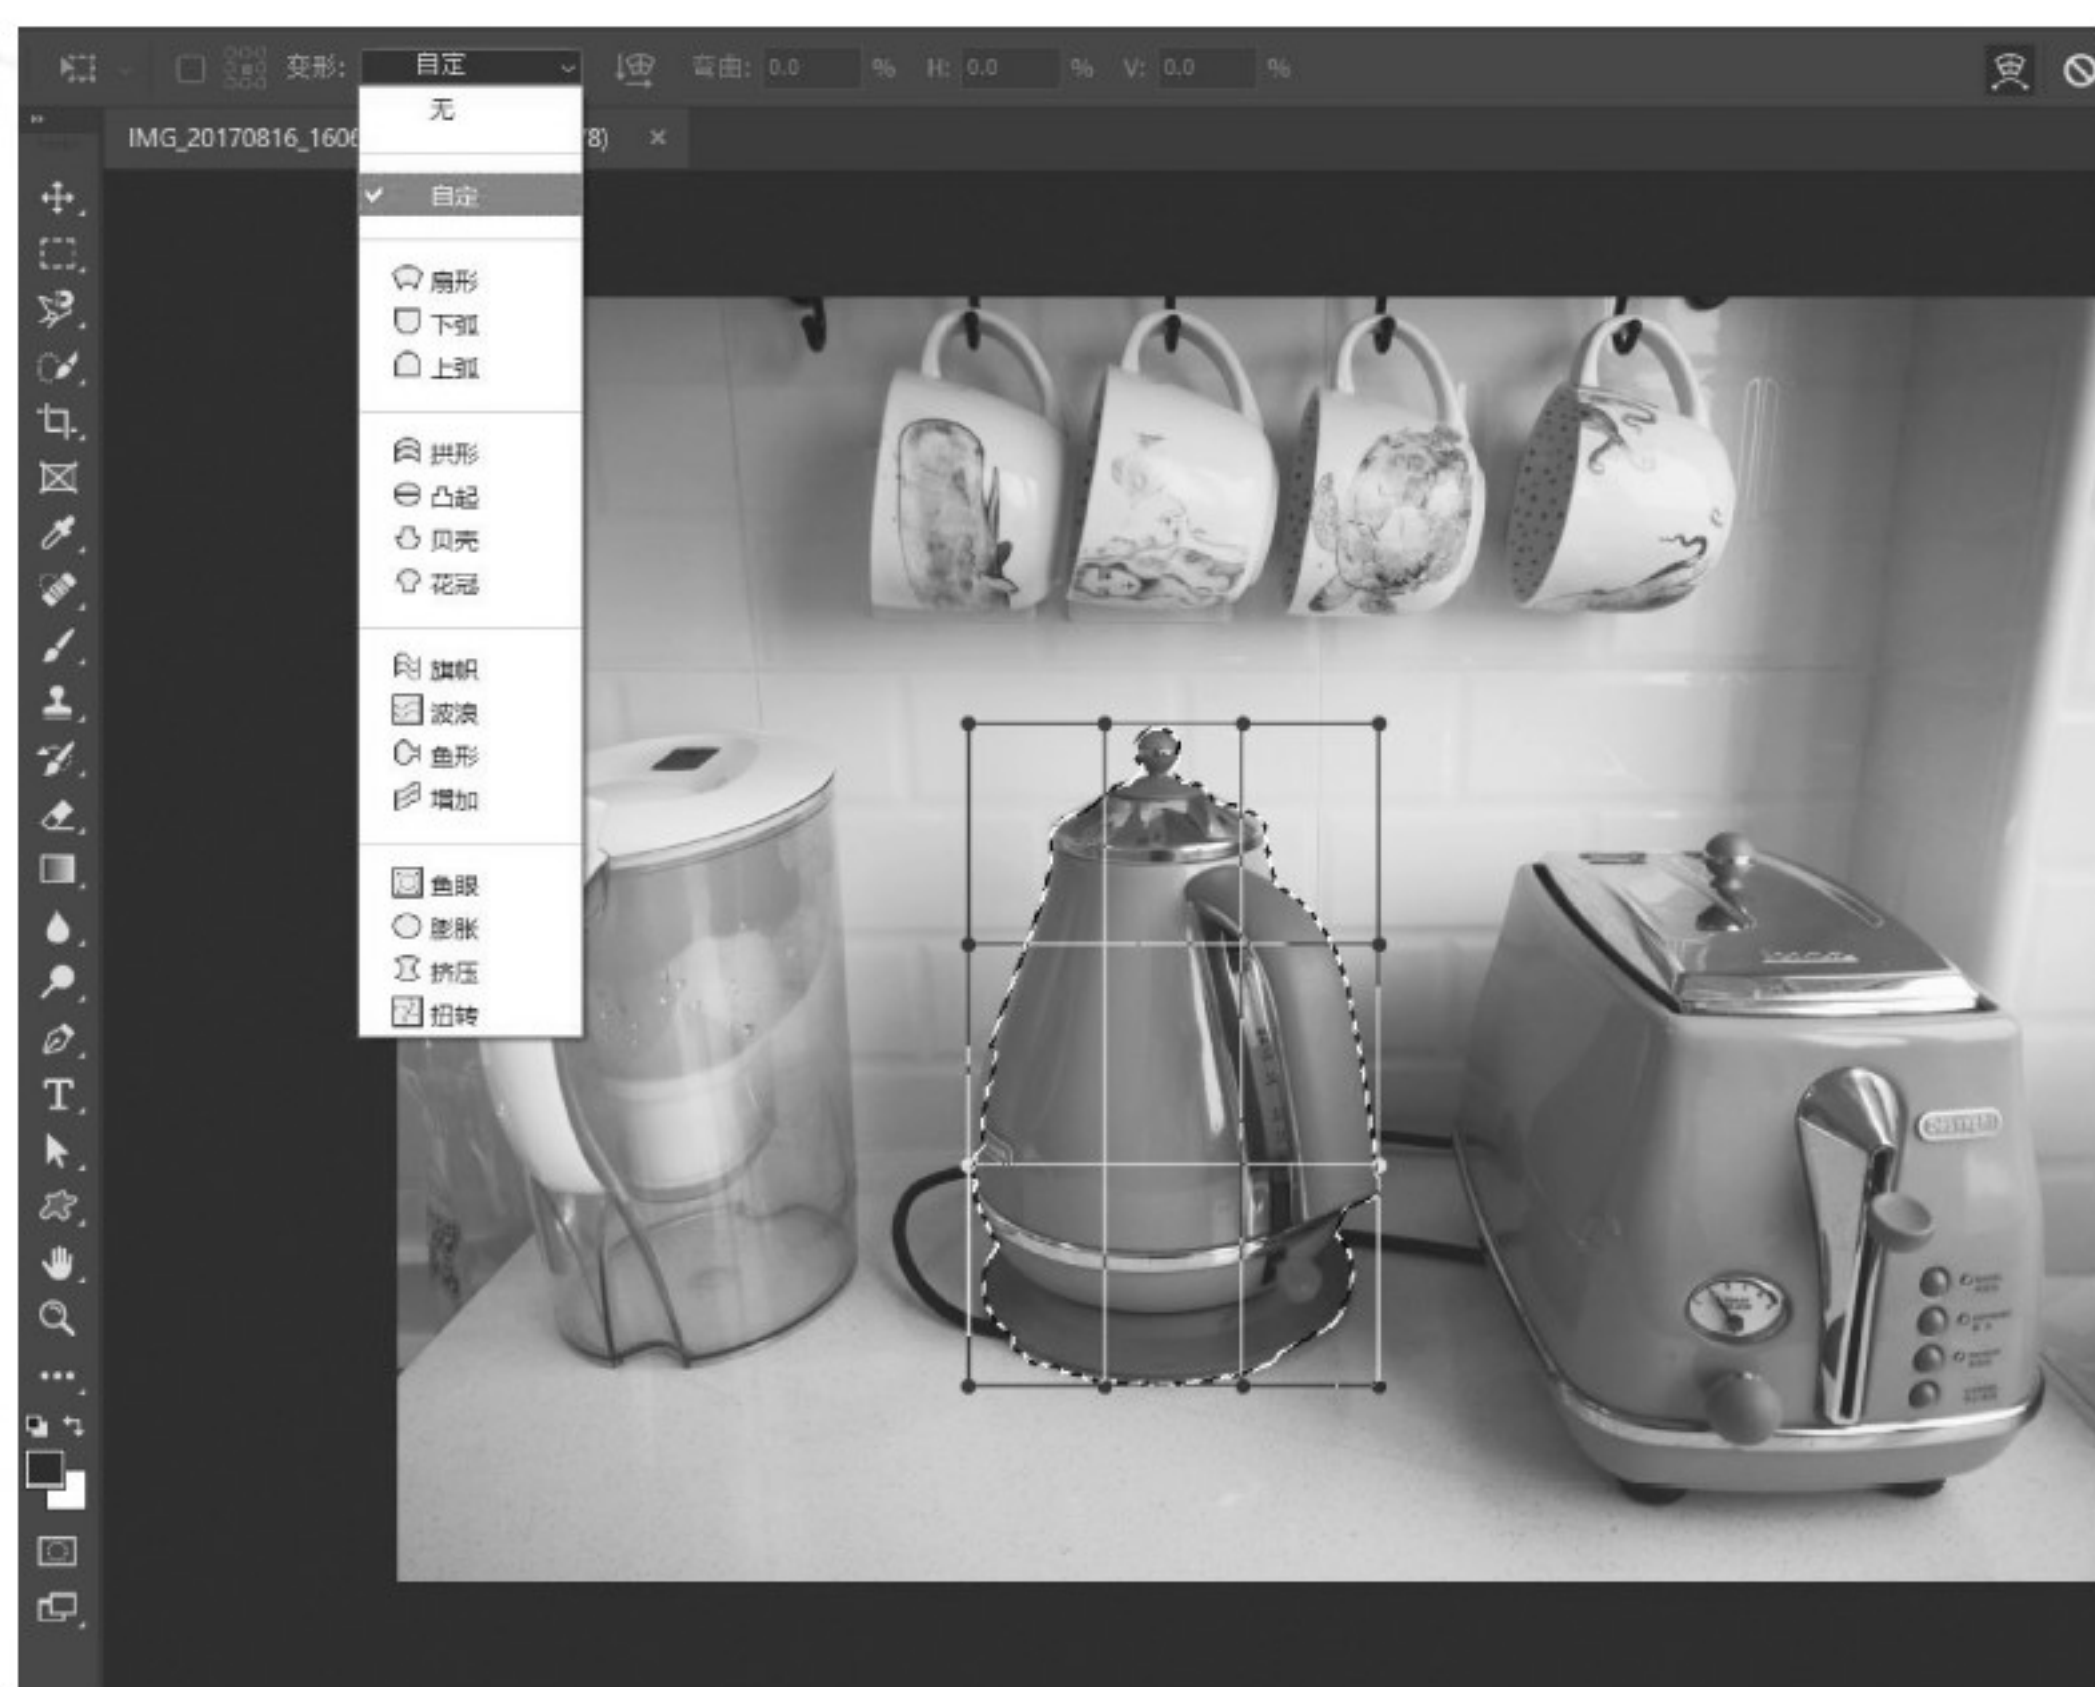 变形: 自定 弯曲: 0.0 % H: 0.0 % V: 0.0 %
无
IMG_20170816_1606 8) ×
自定
扇形
下弧
上弧
拱形
凸起
贝壳
花冠
旗帜
波浪
鱼形
增加
鱼眼
膨胀
挤压
扭转